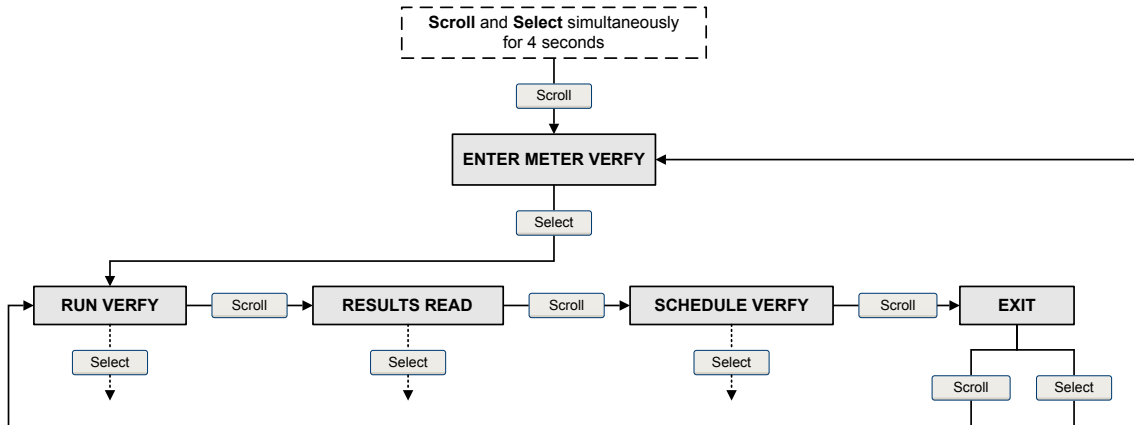 Scroll and Select simultaneously
for 4 seconds
Scroll
ENTER METER VERFY
Select
RUN VERFY
Scroll
RESULTS READ
Scroll
SCHEDULE VERFY
Scroll
EXIT
Select
Select
Select
Scroll
Select